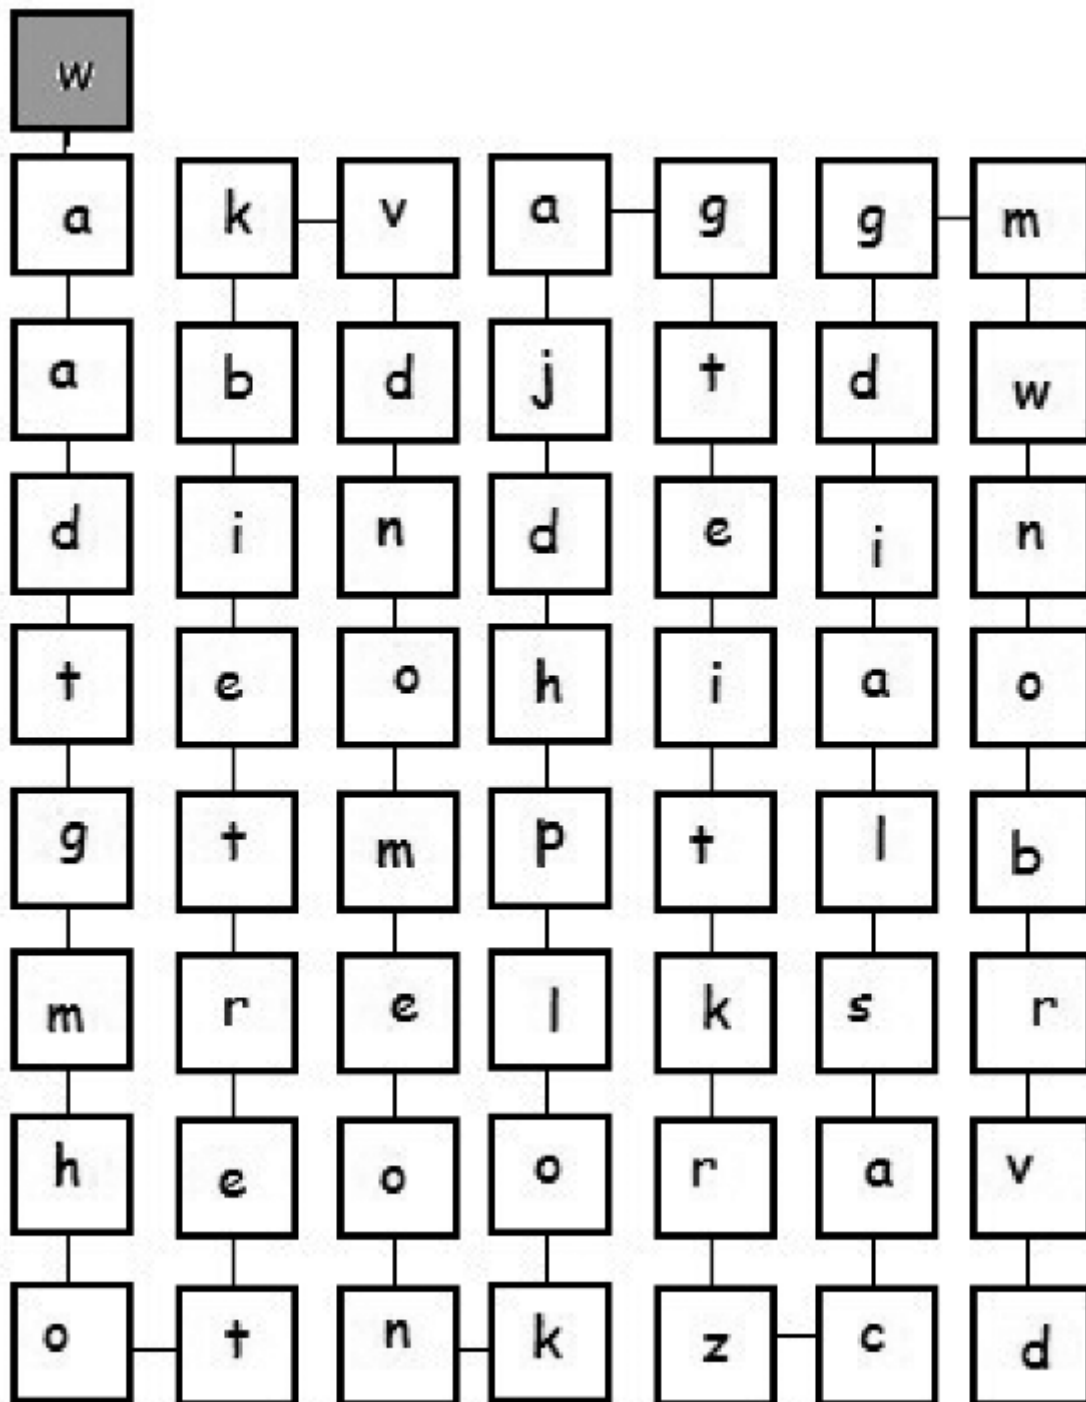 w
a k v a g g m
a b d j t d w
d i n d e i n
t e o h i a o
g t m p t l b
m r e l k s r
h e o o r a v
o t n k z c d